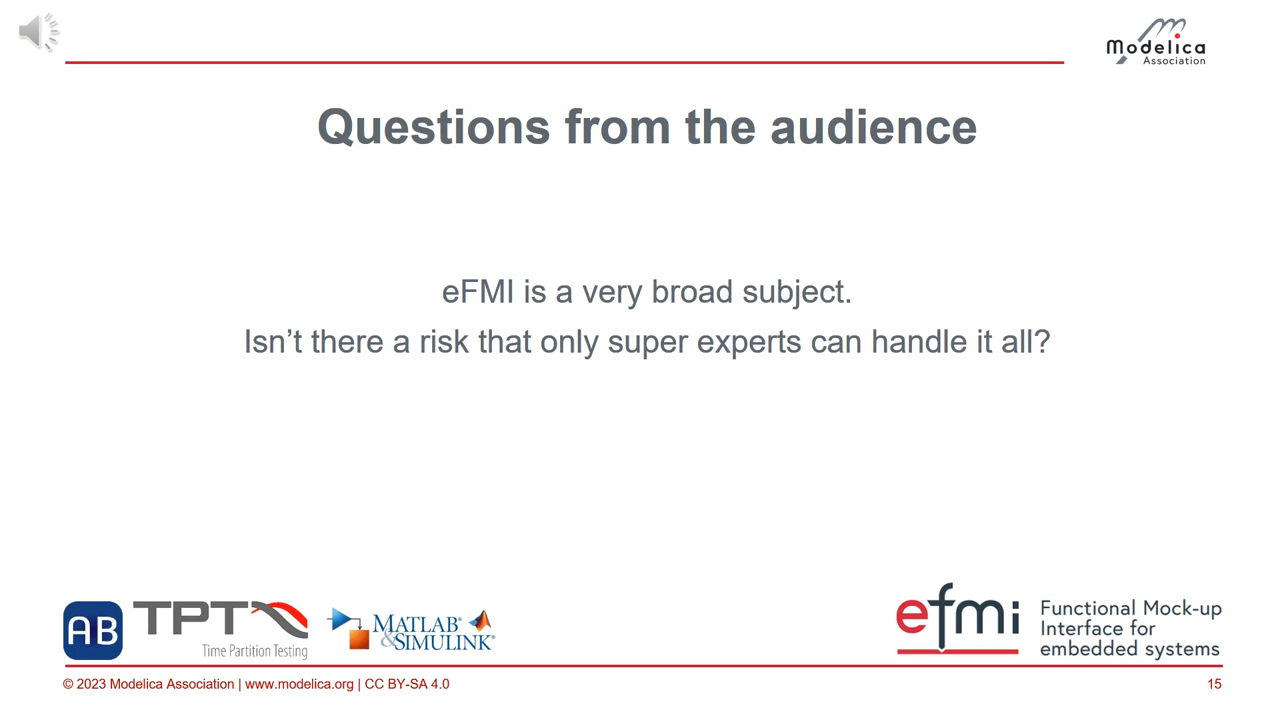 Modelica
Association
Questions from the audience
eFMI is a very broad subject.
Isn’t there a risk that only super experts can handle it all?
AB
TPT
Time Partition Testing
MATLAB®
&SIMULINK®
efmi
Functional Mock-up
Interface for
embedded systems
© 2023 Modelica Association | www.modelica.org | CC BY-SA 4.0
15